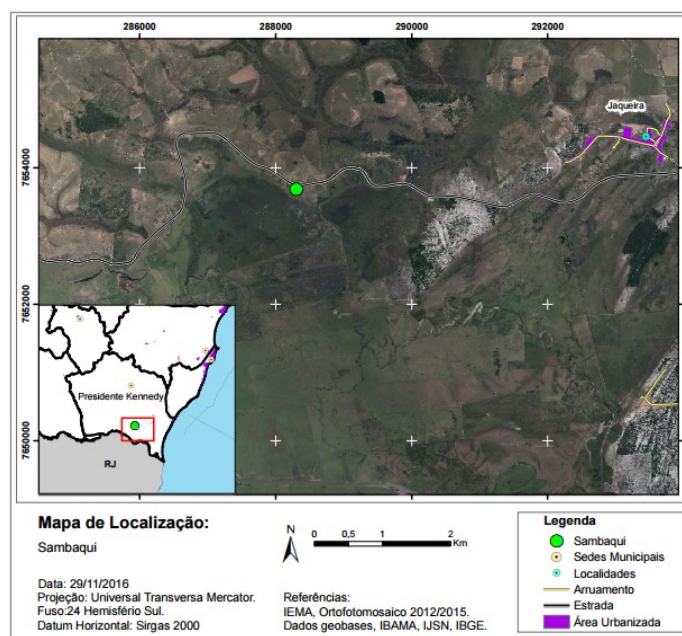 286000 288000 290000 292000
Jaqueira
7654000
7652000
7650000
Presidente Kennedy
RJ
Mapa de Localização:
Sambaqui
Data: 29/11/2016
Projeção: Universal Transversa Mercator.
Fuso:24 Hemisfério Sul.
Datum Horizontal: Sirgas 2000
N
0 0,5 1 2
Km
Referências:
IEMA, Ortofotomosaico 2012/2015.
Dados geobases, IBAMA, IJSN, IBGE.
Legenda
Sambaqui
Sedes Municipais
Localidades
Arruamento
Estrada
Área Urbanizada